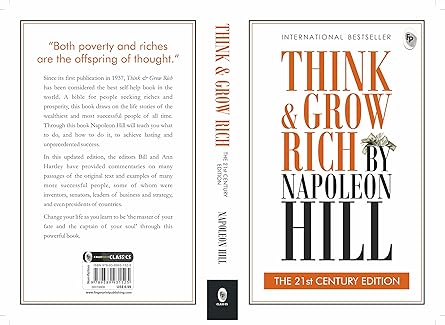 “Both poverty and riches
are the offspring of thought.”
Since its first publication in 1937, Think & Grow Rich
has been considered the best self-help book in the
world. A bible for people seeking riches and
prosperity, this book draws on the life stories of the
wealthiest and most successful people of all time.
Through this book Napoleon Hill will teach you what
to do, and how to do it, to achieve lasting and
unprecedented success.
In this updated edition, the editors Bill and Ann
Hartley have provided commentaries on many
passages of the original text and examples of many
more successful people, some of whom were
inventors, senators, leaders of business and strategy,
and even presidents of countries.
Change your life as you learn to be ‘the master of your
fate and the captain of your soul’ through this
powerful book.
CLASSICS
www.fingerprintpublishing.com
THINK & GROW RICH
THE 21st CENTURY
EDITION
NAPOLEON HILL
FP
CLASSICS
INTERNATIONAL BESTSELLER
FP
THINK
& GROW
RICH BY
NAPOLEON
HILL
THE 21st CENTURY EDITION